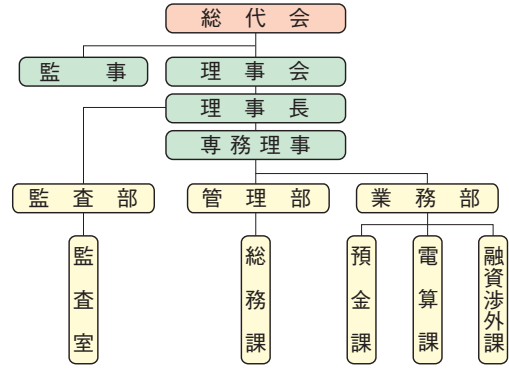 総代会
監事
理事会
理事長
専務理事
監査部
管理部
業務部
監査室
総務課
預金課
電算課
融資渉外課